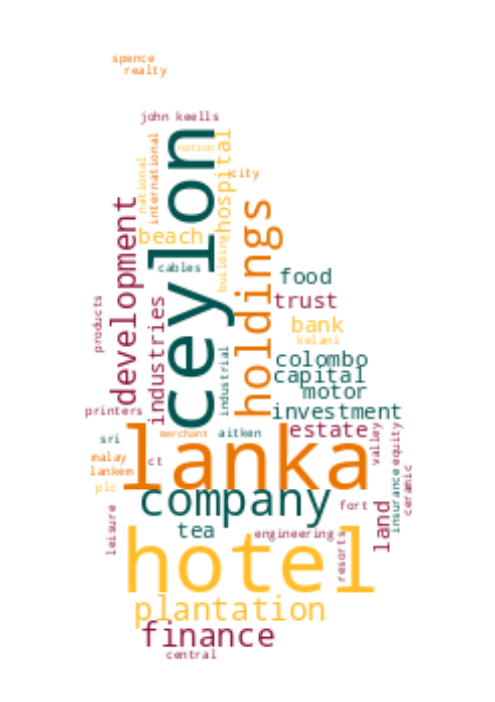 spence
realty
john keells
nation
city
international
national
hospital
ceylon
building
beach
development
holdings
cables
food
trust
products
industries
bank
kelani
industrial
colombo
capital
motor
investment
printers
lanka
merchant
aitken
estate
sri
valley
equity
malay
ct
lankem
ceramic
plc
company
insurance
fort
land
leisure
tea
engineering
resorts
hotel
plantation
finance
central